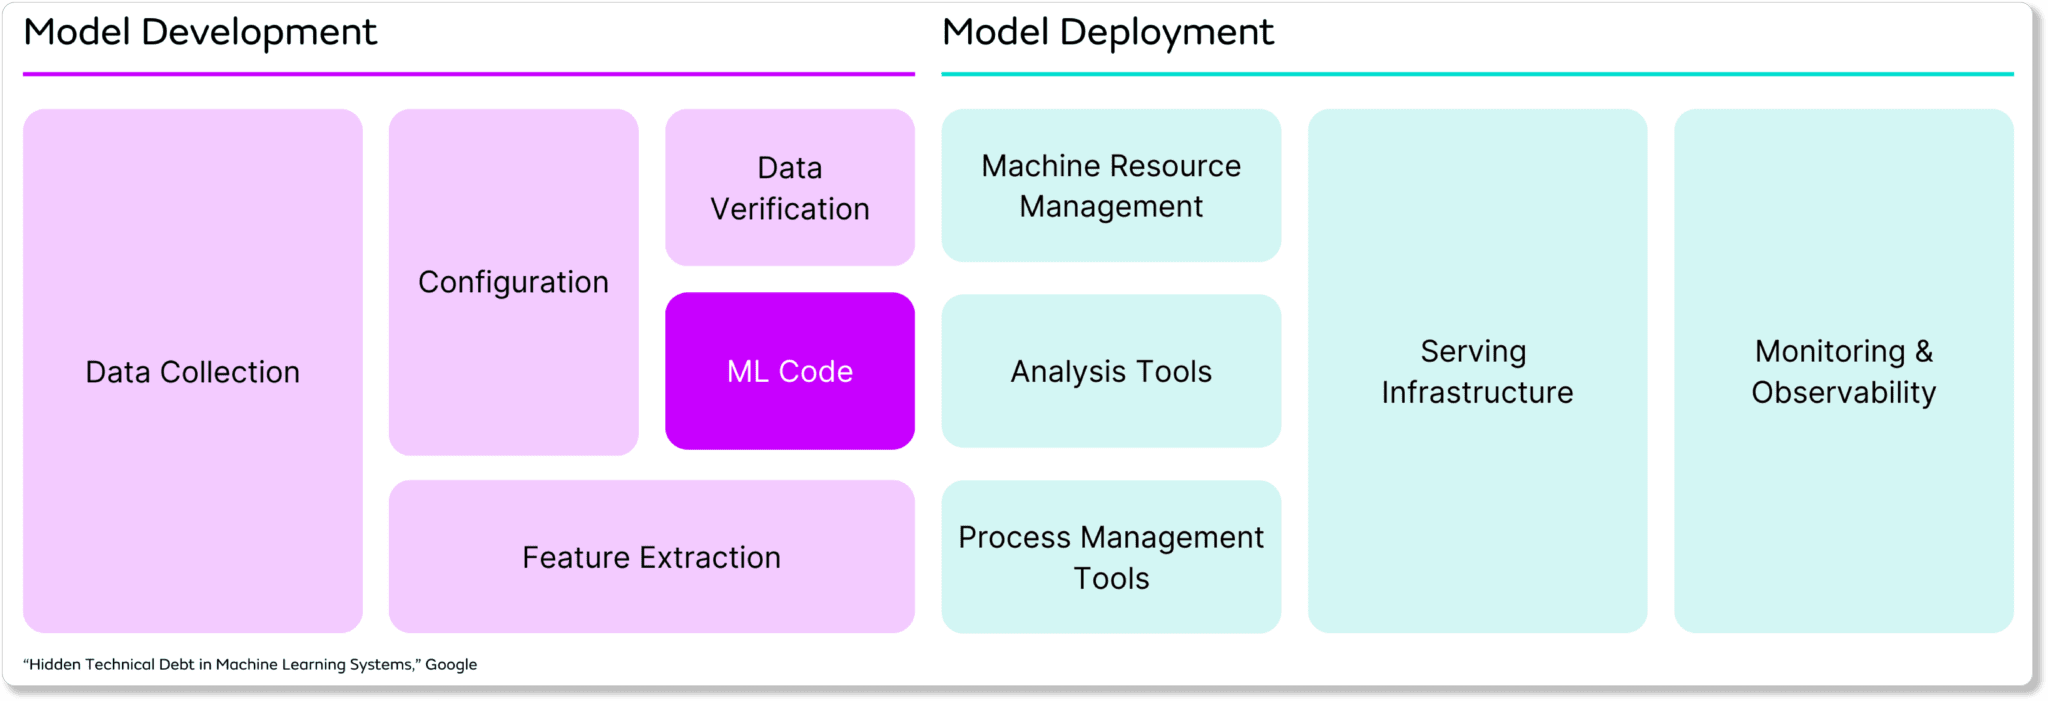 Model Development
Model Deployment
Data Collection
Configuration
Data
Verification
ML Code
Feature Extraction
Machine Resource
Management
Analysis Tools
Process Management
Tools
Serving
Infrastructure
Monitoring &
Observability
“Hidden Technical Debt in Machine Learning Systems,” Google